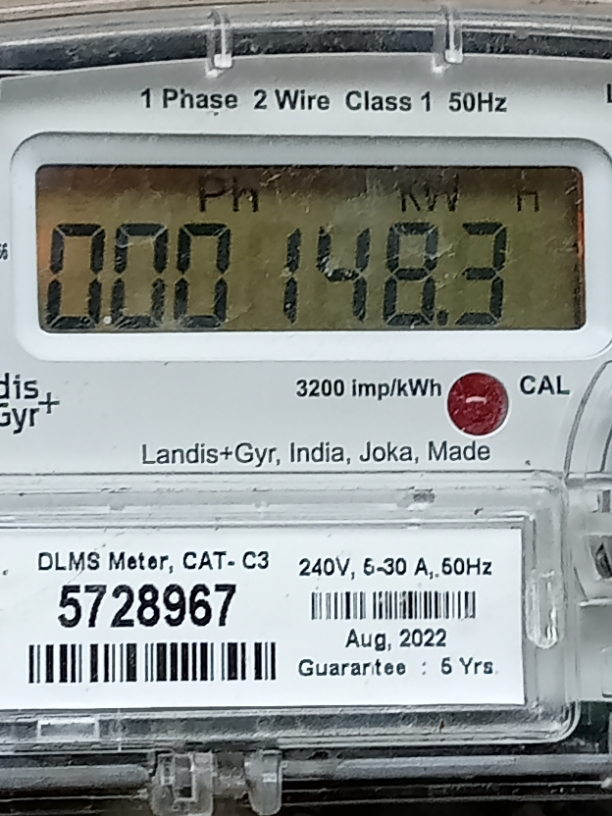 1 Phase 2 Wire Class 1 50Hz
Ph kW h
000148.3
dis+
Gyr
3200 imp/kWh
CAL
Landis+Gyr, India, Joka, Made
DLMS Meter, CAT- C3
5728967
240V, 5-30 A,.50Hz
Aug, 2022
Guarantee : 5 Yrs.